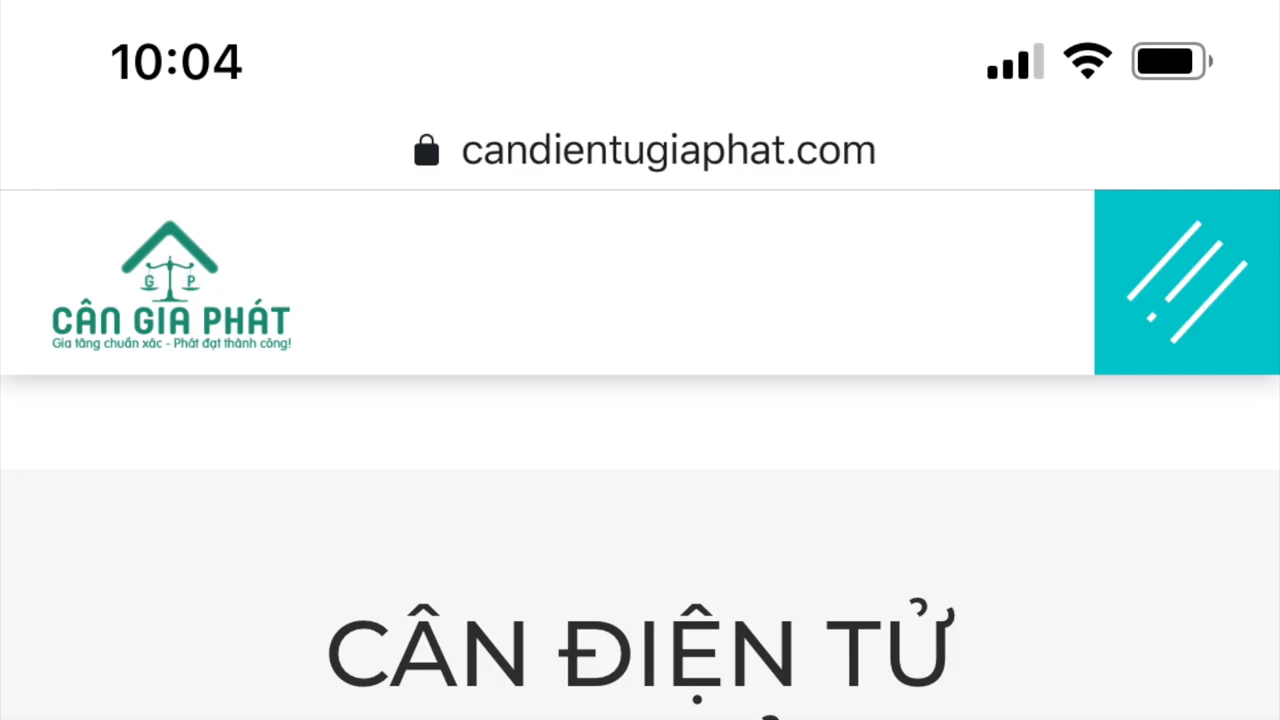 10:04
candientugiaphat.com
G P
CÂN GIA PHÁT
Gia tăng chuẩn xác - Phát đạt thành công!
CÂN ĐIỆN TỬ